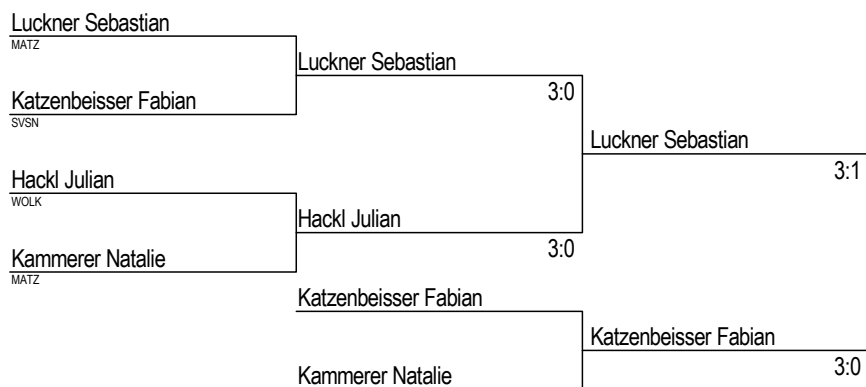 Luckner Sebastian
MATZ
Luckner Sebastian
3:0
Katzenbeisser Fabian
SVSN
Luckner Sebastian
3:1
Hackl Julian
WOLK
Hackl Julian
3:0
Kammerer Natalie
MATZ
Katzenbeisser Fabian
Katzenbeisser Fabian
3:0
Kammerer Natalie